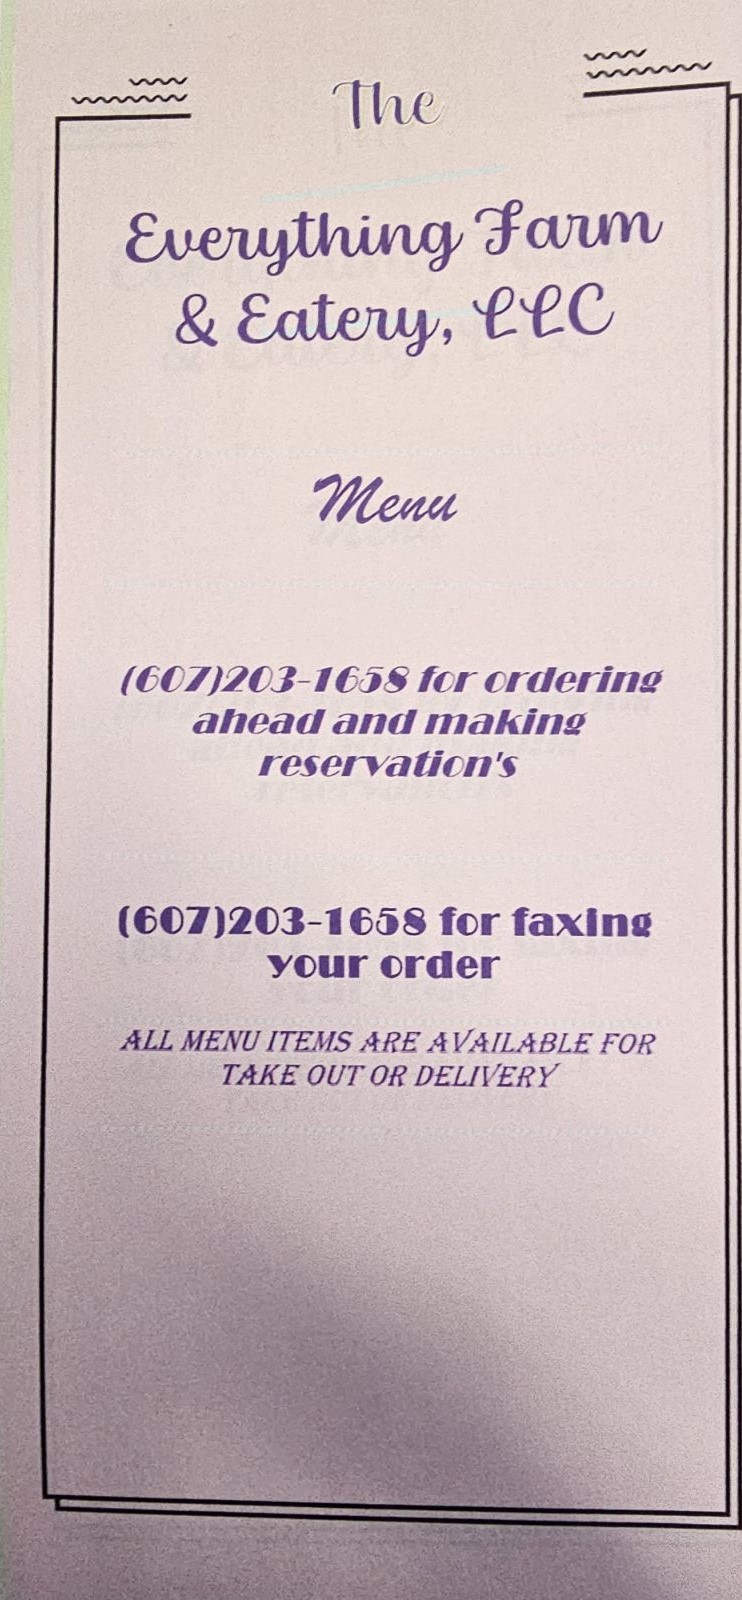 The
Everything Farm
& Eatery, LLC
Menu
(607)203-1658 for ordering
ahead and making
reservation's
(607)203-1658 for faxing
your order
ALL MENU ITEMS ARE AVAILABLE FOR
TAKE OUT OR DELIVERY